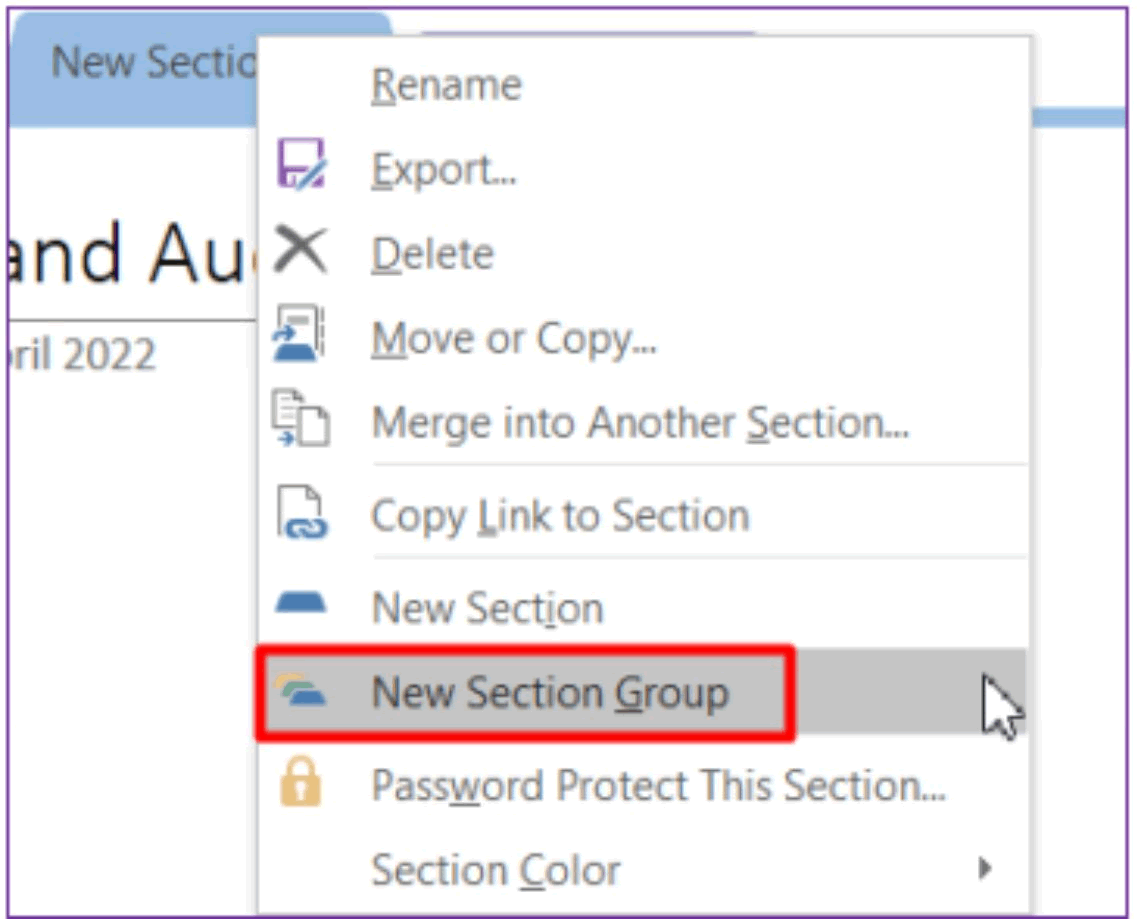 New Sectio
Rename
Export...
and Au
Delete
Move or Copy...
ril 2022
Merge into Another Section...
Copy Link to Section
New Section
New Section Group
Password Protect This Section...
Section Color